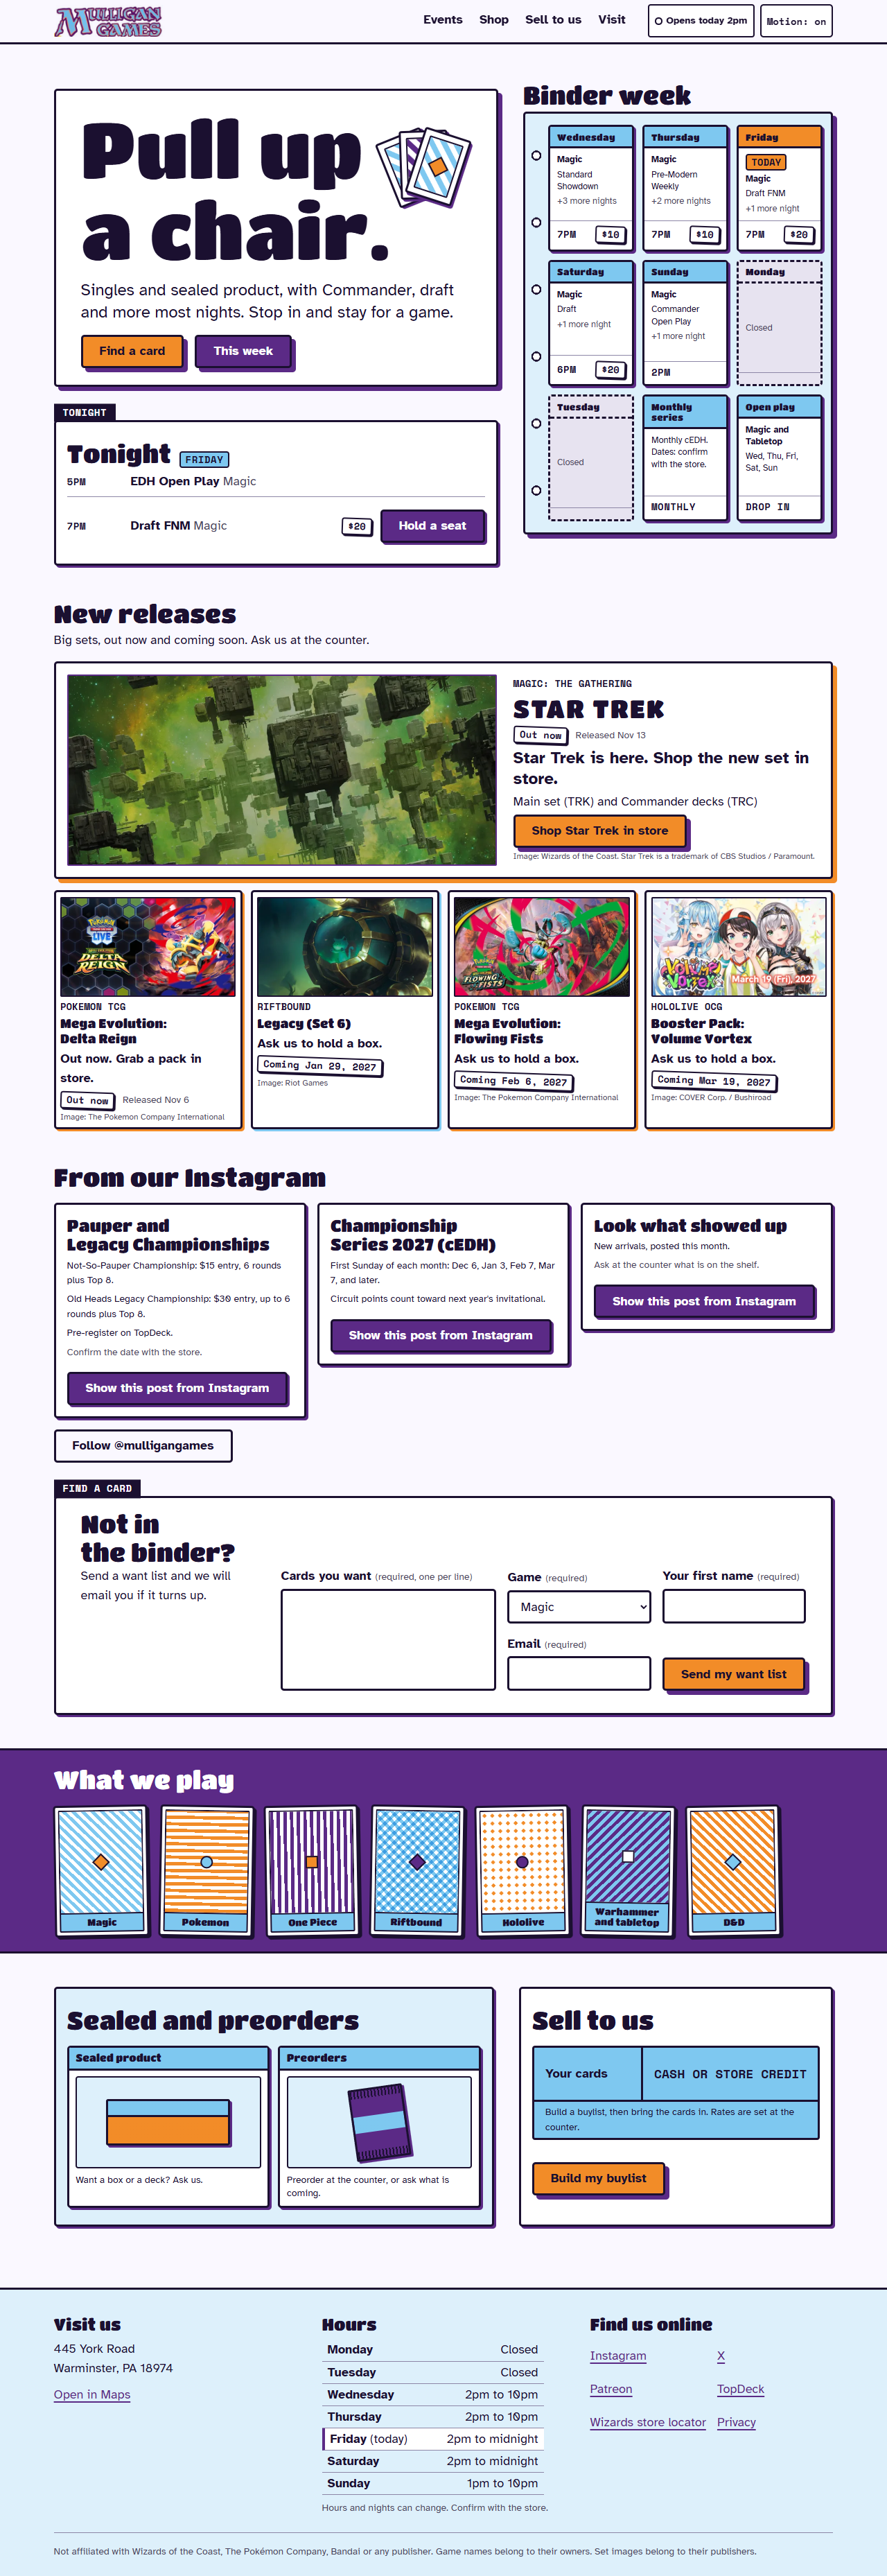 MULLIGAN
GAMES
Events Shop Sell to us Visit
Opens today 2pm
Motion: on
Pull up
a chair.
Singles and sealed product, with Commander, draft
and more most nights. Stop in and stay for a game.
Find a card
This week
TONIGHT
Tonight FRIDAY
5PM EDH Open Play Magic
7PM Draft FNM Magic $20 Hold a seat
Binder week
Wednesday
Magic
Standard
Showdown
+3 more nights
7PM $10
Thursday
Magic
Pre-Modern
Weekly
+2 more nights
7PM $10
Friday
TODAY
Magic
Draft FNM
+1 more night
7PM $20
Saturday
Magic
Draft
+1 more night
6PM $20
Sunday
Magic
Commander
Open Play
+1 more night
2PM
Monday
Closed
Tuesday
Closed
Monthly
series
Monthly cEDH.
Dates: confirm
with the store.
MONTHLY
Open play
Magic and
Tabletop
Wed, Thu, Fri,
Sat, Sun
DROP IN
New releases
Big sets, out now and coming soon. Ask us at the counter.
MAGIC: THE GATHERING
STAR TREK
Out now Released Nov 13
Star Trek is here. Shop the new set in
store.
Main set (TRK) and Commander decks (TRC)
Shop Star Trek in store
Image: Wizards of the Coast. Star Trek is a trademark of CBS Studios / Paramount.
LIVE
DELTA
REIGN
POKEMON TCG
Mega Evolution:
Delta Reign
Out now. Grab a pack in
store.
Out now Released Nov 6
Image: The Pokemon Company International
RIFTBOUND
Legacy (Set 6)
Ask us to hold a box.
Coming Jan 29, 2027
Image: Riot Games
FLOWING
FISTS
POKEMON TCG
Mega Evolution:
Flowing Fists
Ask us to hold a box.
Coming Feb 6, 2027
Image: The Pokemon Company International
Volume
Vortex
March 19 (Fri) 2027
HOLOLIVE OCG
Booster Pack:
Volume Vortex
Ask us to hold a box.
Coming Mar 19, 2027
Image: COVER Corp. / Bushiroad
From our Instagram
Pauper and
Legacy Championships
Not-So-Pauper Championship: $15 entry, 6 rounds
plus Top 8.
Old Heads Legacy Championship: $30 entry, up to 6
rounds plus Top 8.
Pre-register on TopDeck.
Confirm the date with the store.
Show this post from Instagram
Championship
Series 2027 (cEDH)
First Sunday of each month: Dec 6, Jan 3, Feb 7, Mar
7, and later.
Circuit points count toward next year's invitational.
Show this post from Instagram
Look what showed up
New arrivals, posted this month.
Ask at the counter what is on the shelf.
Show this post from Instagram
Follow @mulligangames
FIND A CARD
Not in
the binder?
Send a want list and we will
email you if it turns up.
Cards you want (required, one per line)
Game (required)
Magic
Your first name (required)
Email (required)
Send my want list
What we play
Magic
Pokemon
One Piece
Riftbound
Hololive
Warhammer
and tabletop
D&D
Sealed and preorders
Sealed product
Want a box or a deck? Ask us.
Preorders
Preorder at the counter, or ask what is
coming.
Sell to us
Your cards CASH OR STORE CREDIT
Build a buylist, then bring the cards in. Rates are set at the
counter.
Build my buylist
Visit us
445 York Road
Warminster, PA 18974
Open in Maps
Hours
Monday Closed
Tuesday Closed
Wednesday 2pm to 10pm
Thursday 2pm to 10pm
Friday (today) 2pm to midnight
Saturday 2pm to midnight
Sunday 1pm to 10pm
Hours and nights can change. Confirm with the store.
Find us online
Instagram X
Patreon TopDeck
Wizards store locator Privacy
Not affiliated with Wizards of the Coast, The Pokémon Company, Bandai or any publisher. Game names belong to their owners. Set images belong to their publishers.